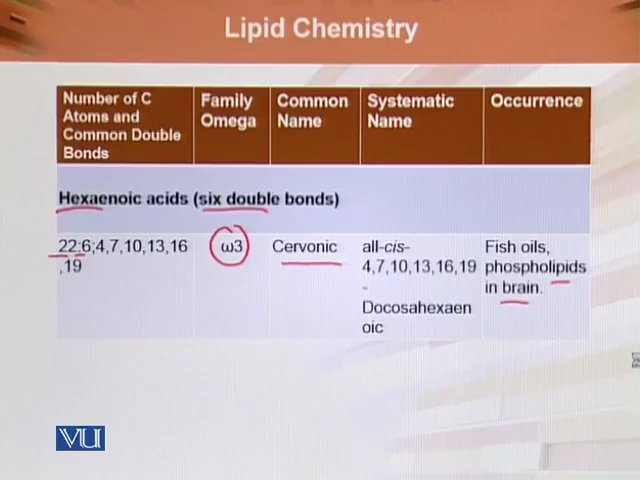 Lipid Chemistry
Number of C Atoms and Common Double Bonds
Family Omega
Common Name
Systematic Name
Occurrence
Hexaenoic acids (six double bonds)
22:6;4,7,10,13,16
,19
ω3
Cervonic
all-cis-
4,7,10,13,16,19
-
Docosahexaen
oic
Fish oils,
phospholipids
in brain.
VU